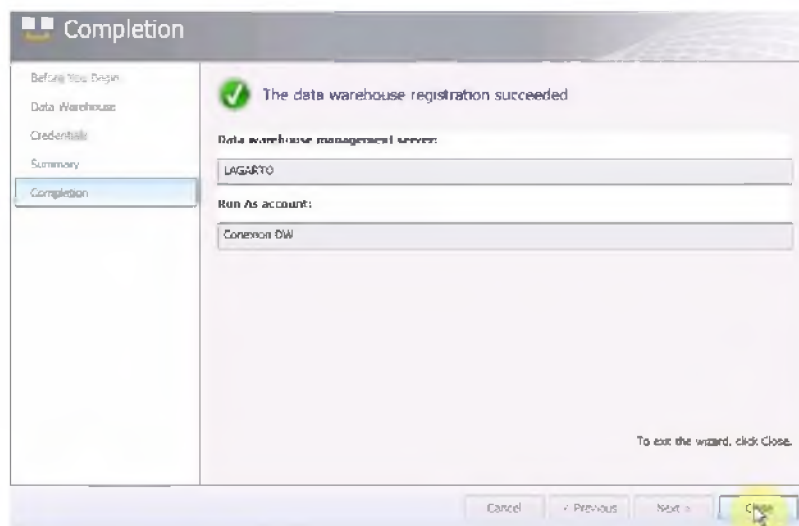 Completion
Before You Begin
Data Warehouse
Credentials
Summary
Completion
The data warehouse registration succeeded
Data warehouse management server:
LAGARTO
Run As account:
Conexion DW
To exit the wizard, click Close.
Cancel
< Previous
Next >
Close